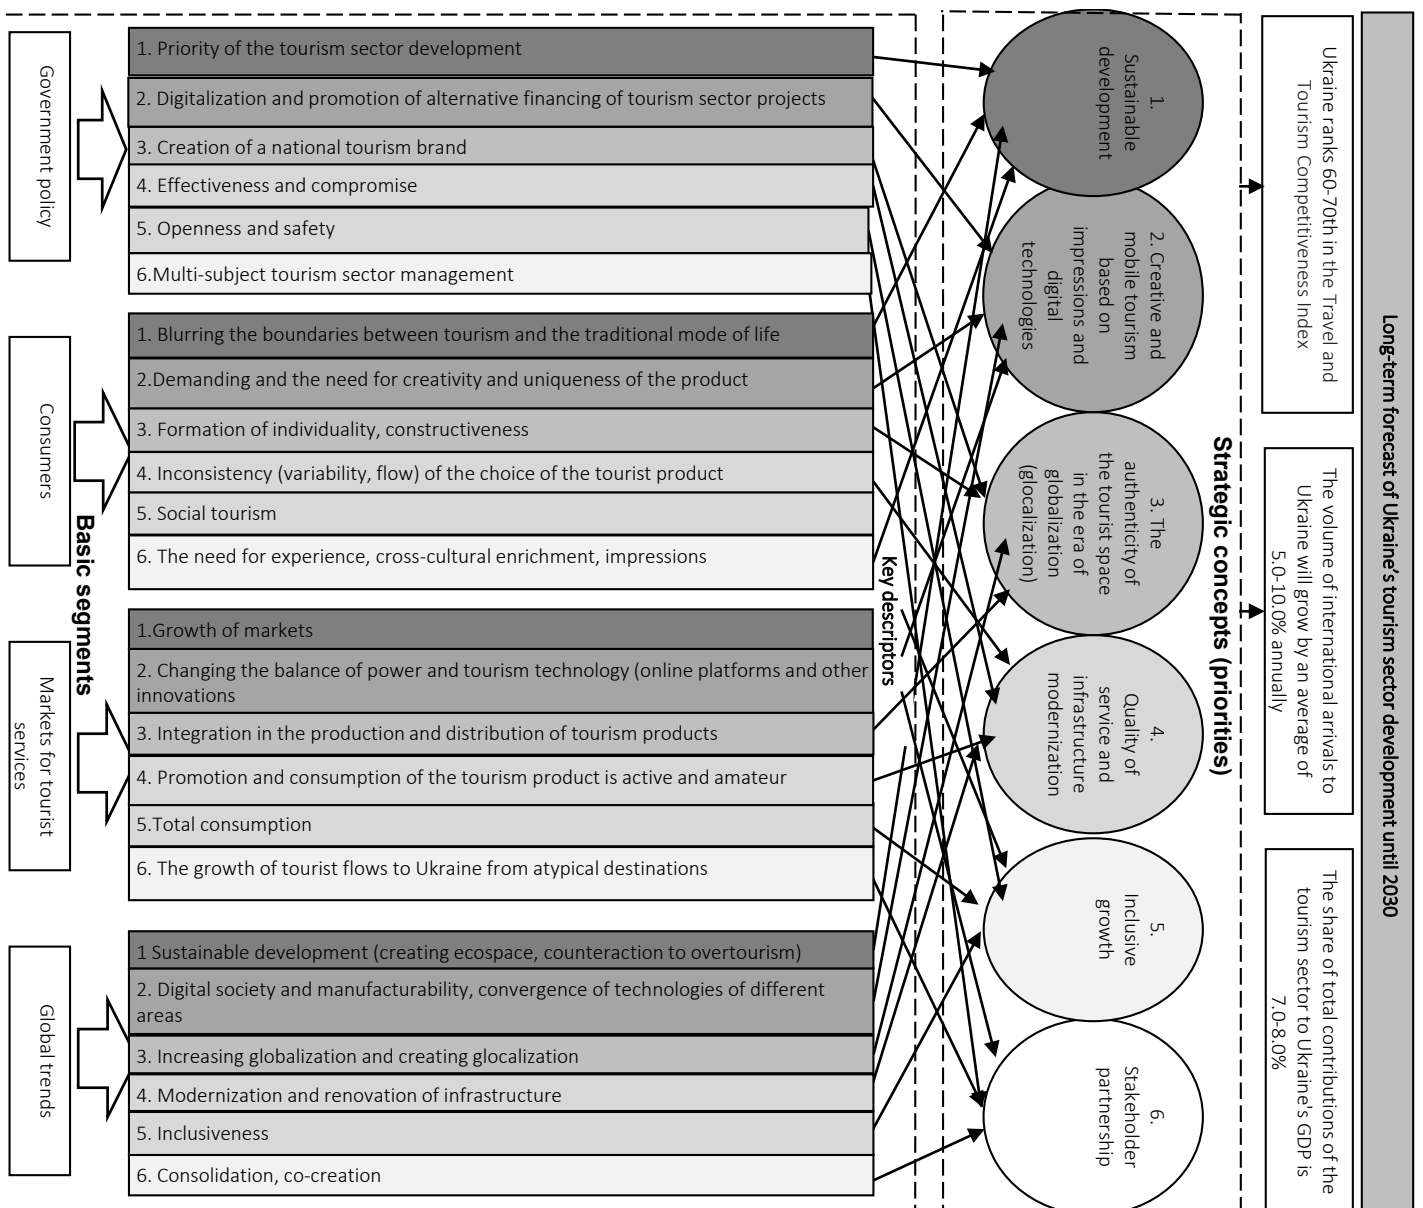 Government policy
1. Priority of the tourism sector development
2. Digitalization and promotion of alternative financing of tourism sector projects
3. Creation of a national tourism brand
4. Effectiveness and compromise
5. Openness and safety
6.Multi-subject tourism sector management
Consumers
1. Blurring the boundaries between tourism and the traditional mode of life
2.Demanding and the need for creativity and uniqueness of the product
3. Formation of individuality, constructiveness
4. Inconsistency (variability, flow) of the choice of the tourist product
5. Social tourism
6. The need for experience, cross-cultural enrichment, impressions
Basic segments
Markets for tourist
services
1.Growth of markets
2. Changing the balance of power and tourism technology (online platforms and other
innovations
3. Integration in the production and distribution of tourism products
4. Promotion and consumption of the tourism product is active and amateur
5.Total consumption
6. The growth of tourist flows to Ukraine from atypical destinations
Global trends
1 Sustainable development (creating ecospace, counteraction to overtourism)
2. Digital society and manufacturability, convergence of technologies of different
areas
3. Increasing globalization and creating glocalization
4. Modernization and renovation of infrastructure
5. Inclusiveness
6. Consolidation, co-creation
Key descriptors
1.
Sustainable
development
2. Creative and
mobile tourism
based on
impressions and
digital
technologies
3. The
authenticity of
the tourist space
in the era of
globalization
(glocalization)
4.
Quality of
service and
infrastructure
modernization
5.
Inclusive
growth
6.
Stakeholder
partnership
Strategic concepts (priorities)
Ukraine ranks 60-70th in the Travel and
Tourism Competitiveness Index
The volume of international arrivals to
Ukraine will grow by an average of
5.0-10.0% annually
The share of total contributions of the
tourism sector to Ukraine's GDP is
7.0-8.0%
Long-term forecast of Ukraine’s tourism sector development until 2030